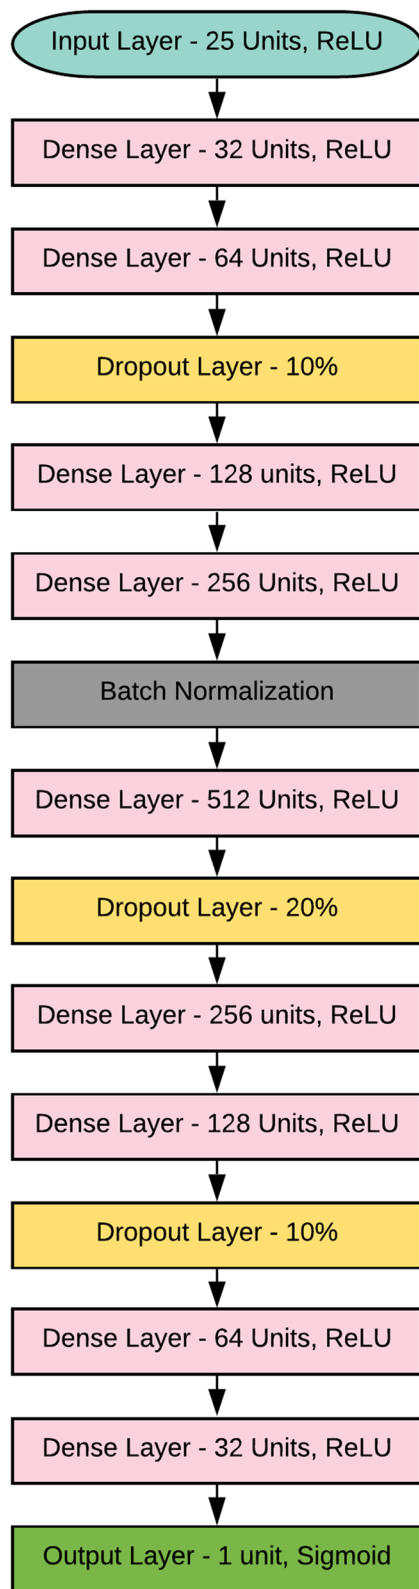 Input Layer - 25 Units, ReLU
Dense Layer - 32 Units, ReLU
Dense Layer - 64 Units, ReLU
Dropout Layer - 10%
Dense Layer - 128 units, ReLU
Dense Layer - 256 Units, ReLU
Batch Normalization
Dense Layer - 512 Units, ReLU
Dropout Layer - 20%
Dense Layer - 256 units, ReLU
Dense Layer - 128 Units, ReLU
Dropout Layer - 10%
Dense Layer - 64 Units, ReLU
Dense Layer - 32 Units, ReLU
Output Layer - 1 unit, Sigmoid